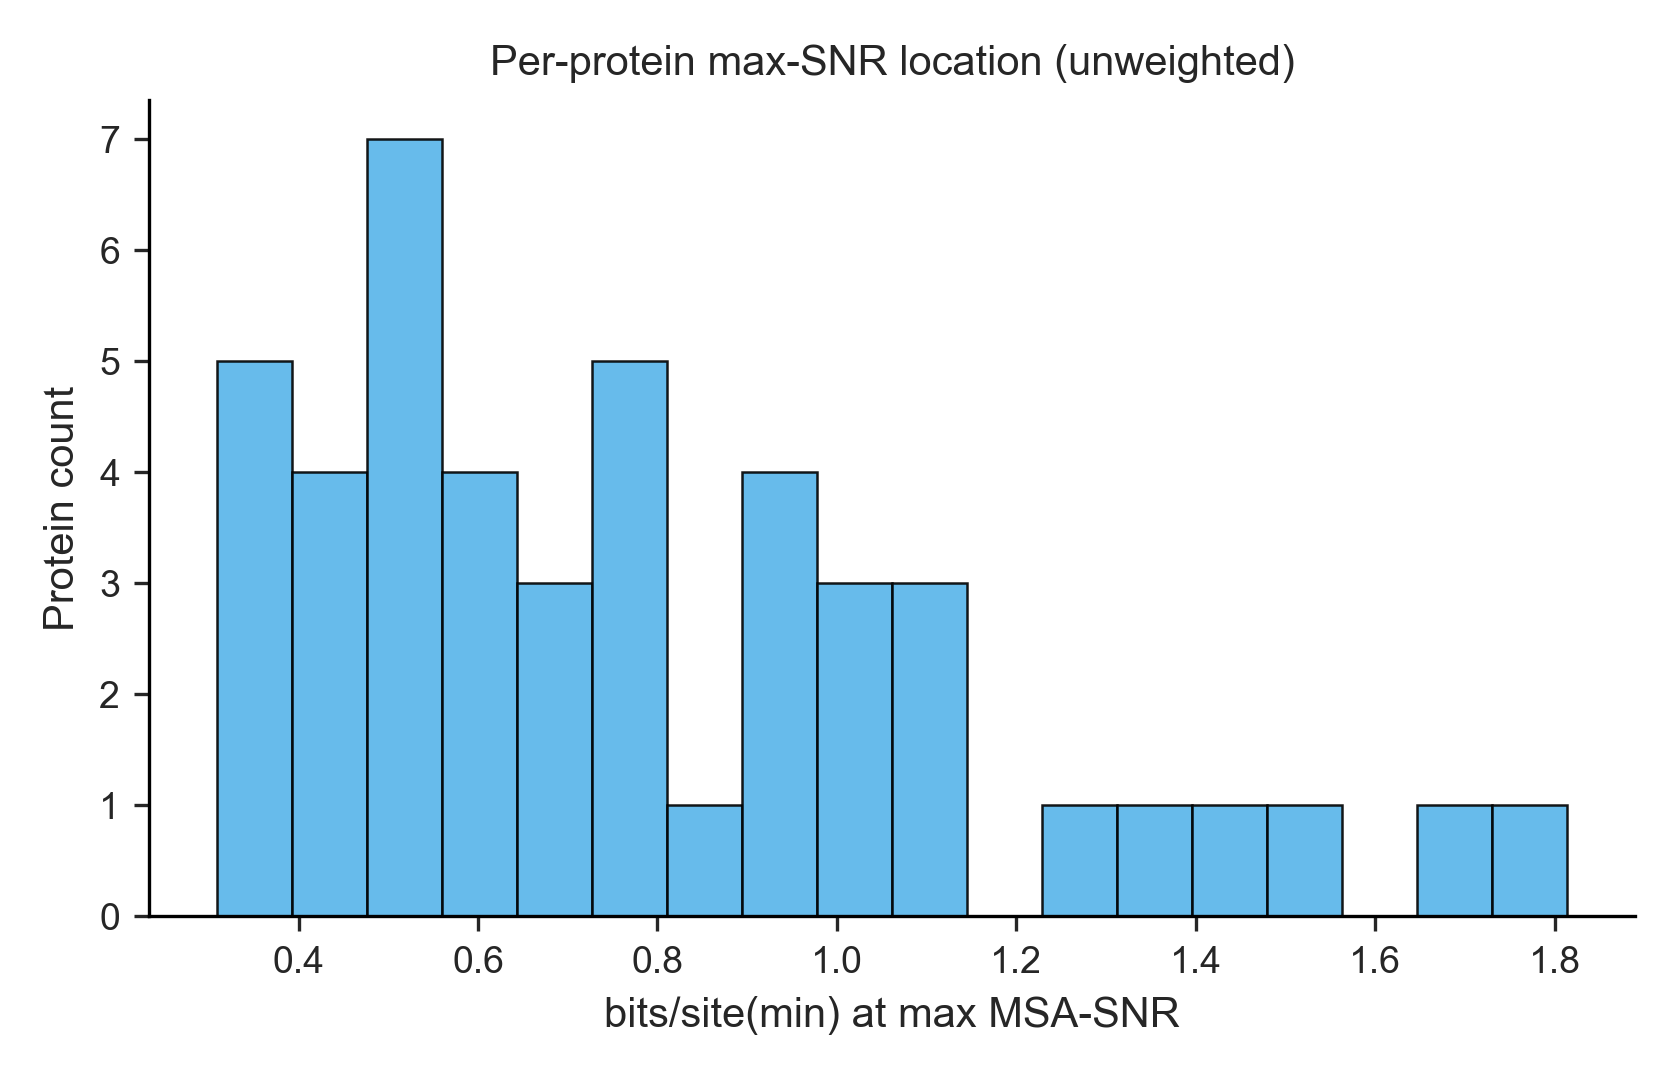 Per-protein max-SNR location (unweighted)
7
6
5
4
3
2
1
0
Protein count
0.4 0.6 0.8 1.0 1.2 1.4 1.6 1.8
bits/site(min) at max MSA-SNR